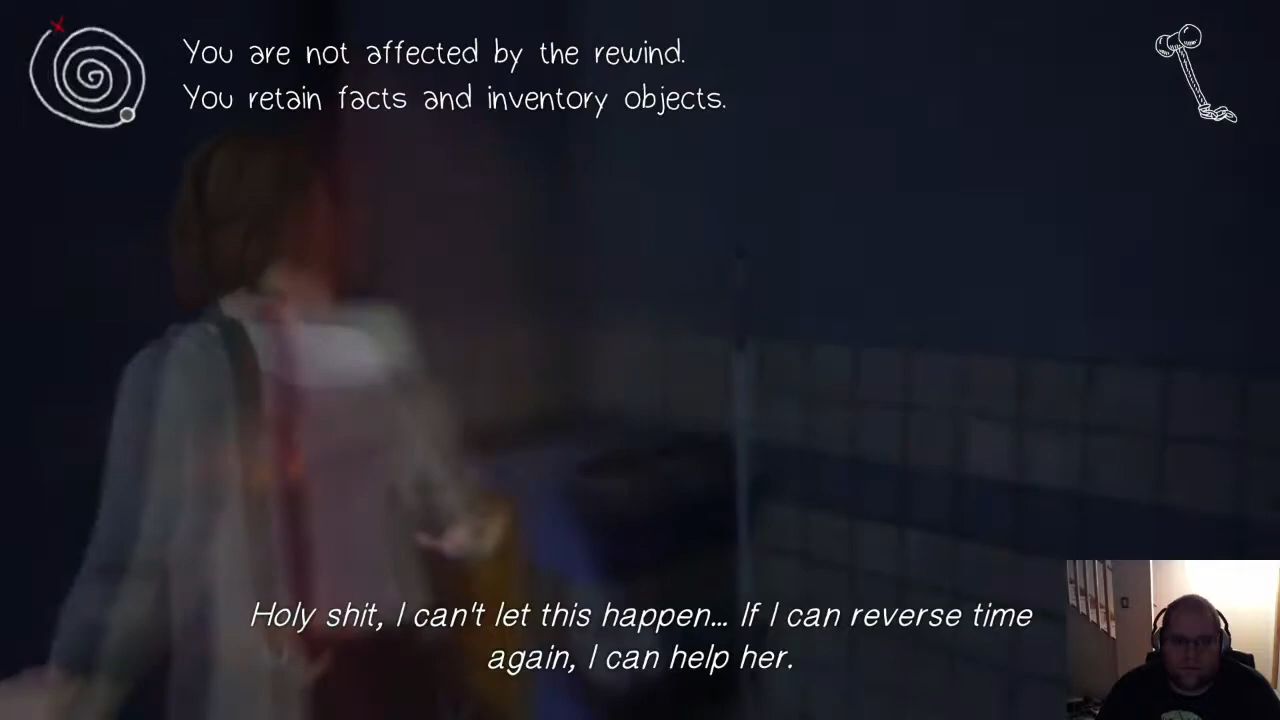 You are not affected by the rewind.
You retain facts and inventory objects.
Holy shit, I can't let this happen... If I can reverse time
again, I can help her.